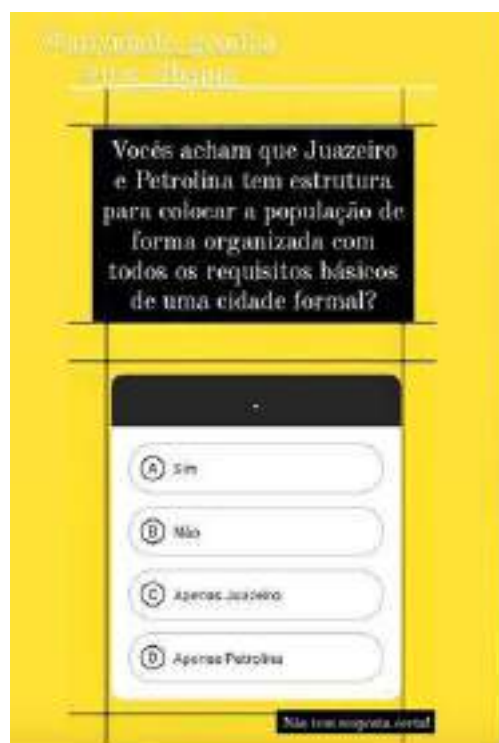 Vocês acham que Juazeiro
e Petrolina tem estrutura
para colocar a população de
forma organizada com
todos os requisitos básicos
de uma cidade formal?
.
A Sim
B Não
C Apenas Juazeiro
D Apenas Petrolina
Não tem resposta certa!